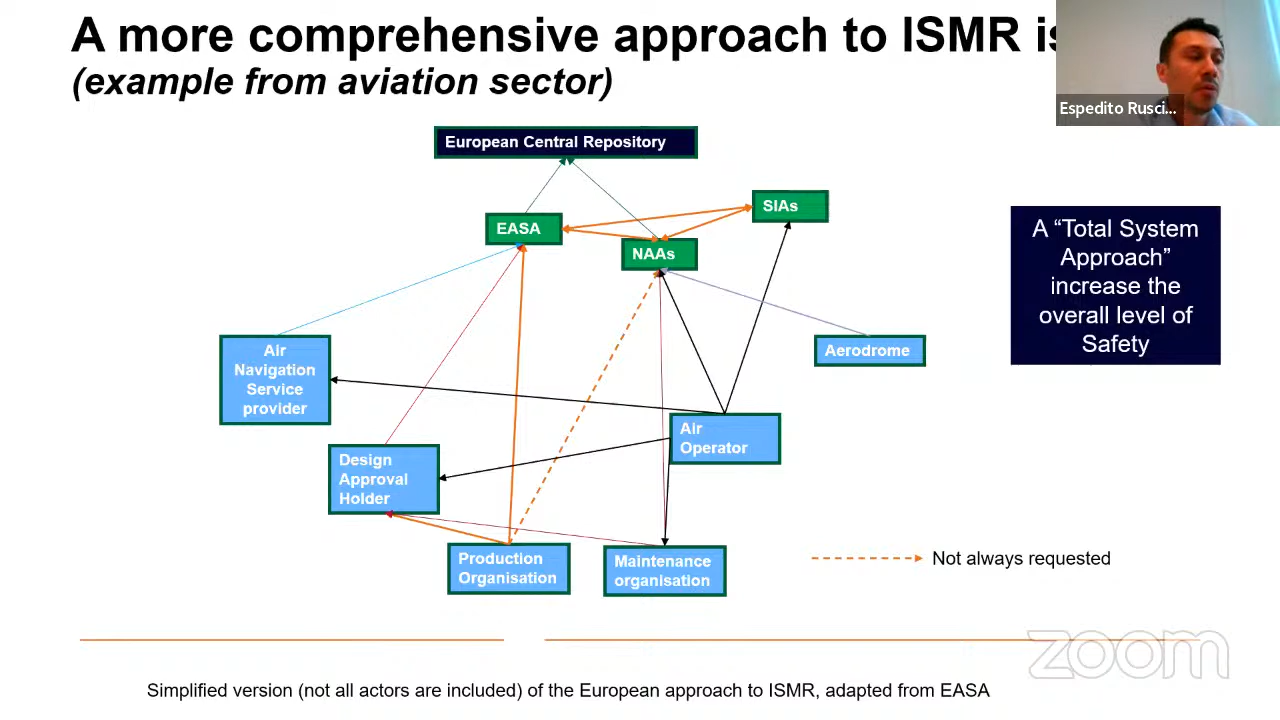 A more comprehensive approach to ISMR is
(example from aviation sector)
Espedito Rusci...
European Central Repository
SIAs
EASA
NAAs
A “Total System
Approach”
increase the
overall level of
Safety
Air
Navigation
Service
provider
Aerodrome
Air
Operator
Design
Approval
Holder
Production
Organisation
Maintenance
organisation
Not always requested
zoom
Simplified version (not all actors are included) of the European approach to ISMR, adapted from EASA